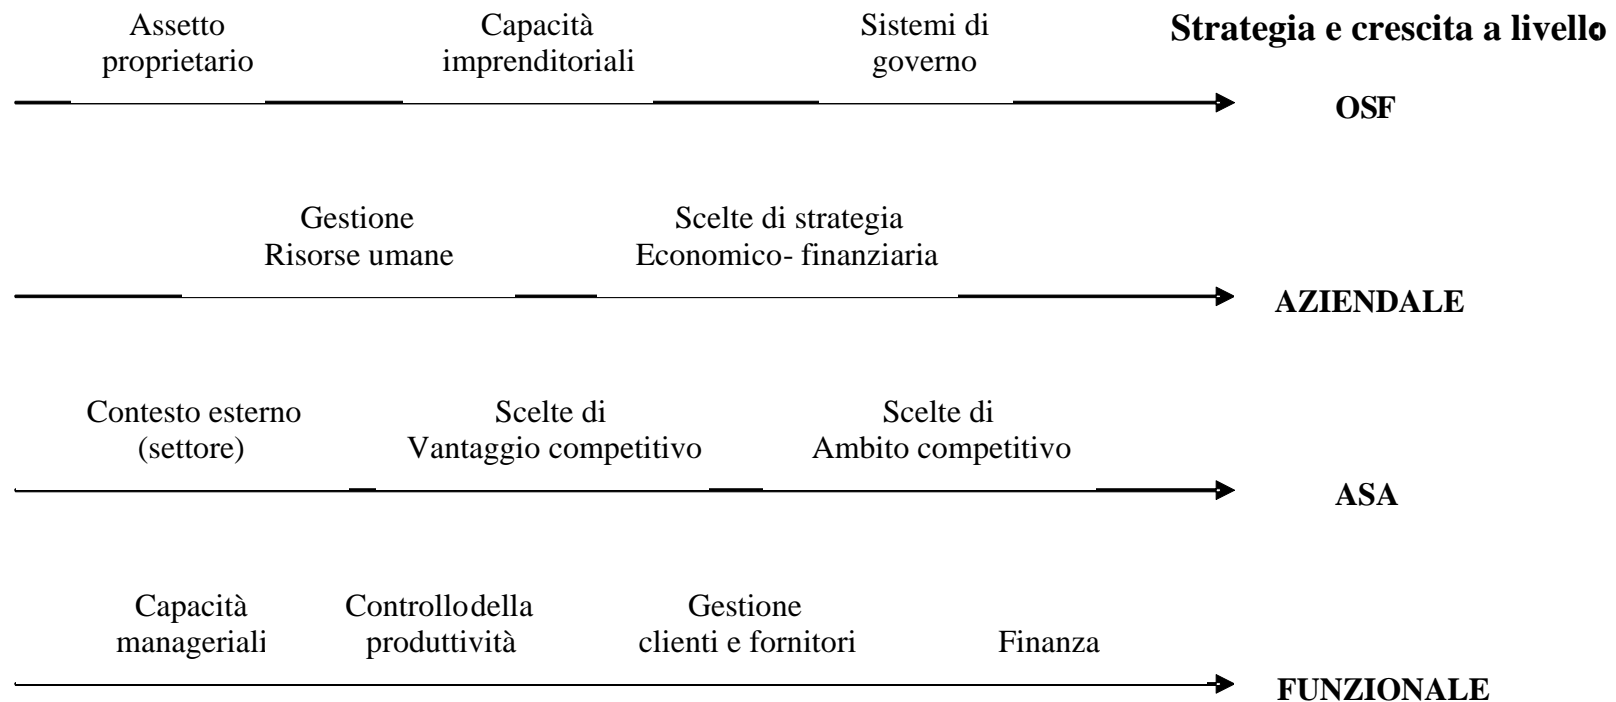 Assetto
proprietario
Capacità
imprenditoriali
Sistemi di
governo
Strategia e crescita a livello:
OSF
Gestione
Risorse umane
Scelte di strategia
Economico- finanziaria
AZIENDALE
Contesto esterno
(settore)
Scelte di
Vantaggio competitivo
Scelte di
Ambito competitivo
ASA
Capacità
manageriali
Controllo della
produttività
Gestione
clienti e fornitori
Finanza
FUNZIONALE